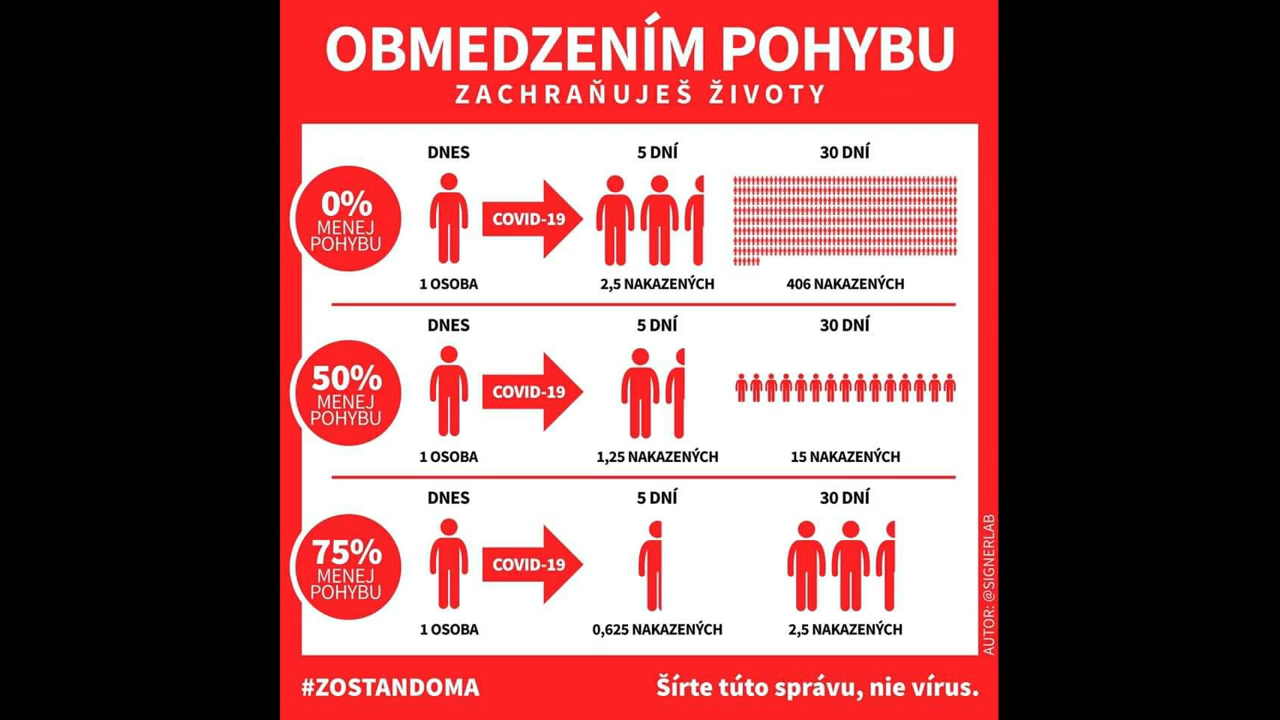 OBMEDZENÍM POHYBU
ZACHRAŇUJEŠ ŽIVOTY
DNES
5 DNÍ
30 DNÍ
0%
MENEJ
POHYBU
COVID-19
1 OSOBA
2,5 NAKAZENÝCH
406 NAKAZENÝCH
DNES
5 DNÍ
30 DNÍ
50%
MENEJ
POHYBU
COVID-19
1 OSOBA
1,25 NAKAZENÝCH
15 NAKAZENÝCH
DNES
5 DNÍ
30 DNÍ
75%
MENEJ
POHYBU
COVID-19
1 OSOBA
0,625 NAKAZENÝCH
2,5 NAKAZENÝCH
AUTOR: @SIGNERLAB
#ZOSTANDOMA
Šírte túto správu, nie vírus.